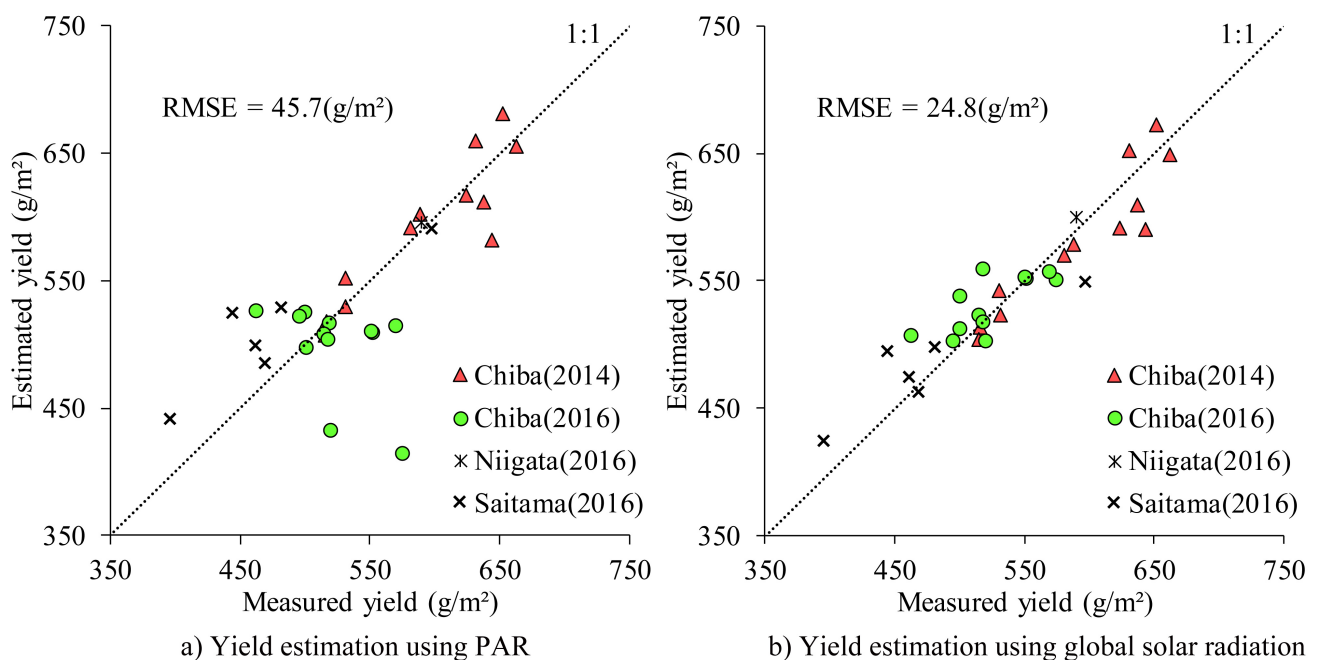 750
1:1
RMSE = 45.7(g/m²)
650
Estimated yield (g/m²)
550
Chiba(2014)
450
Chiba(2016)
Niigata(2016)
Saitama(2016)
350
350 450 550 650 750
Measured yield (g/m²)
a) Yield estimation using PAR
750
1:1
RMSE = 24.8(g/m²)
650
Estimated yield (g/m²)
550
Chiba(2014)
450
Chiba(2016)
Niigata(2016)
Saitama(2016)
350
350 450 550 650 750
Measured yield (g/m²)
b) Yield estimation using global solar radiation